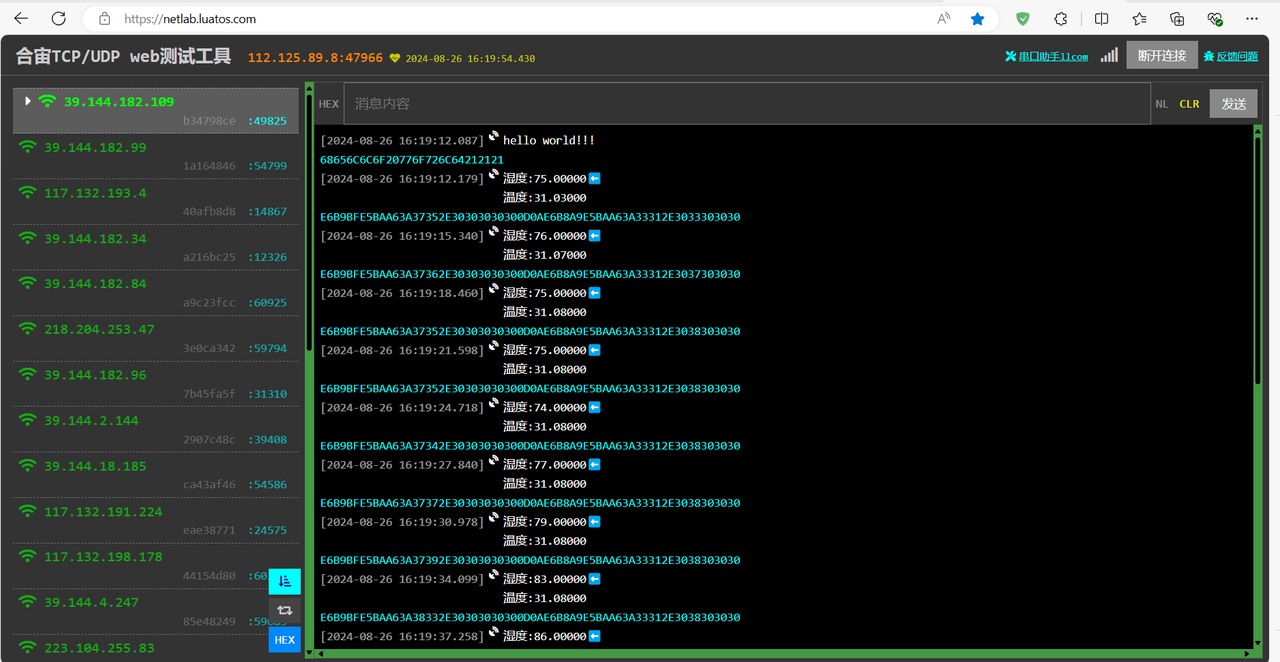 https://netlab.luatos.com
合宙TCP/UDP web测试工具 112.125.89.8:47966 2024-08-26 16:19:54.430 串口助手llcom 断开连接 反馈问题
39.144.182.109
b34798ce :49825
39.144.182.99
1a164846 :54799
117.132.193.4
40afb8d8 :14867
39.144.182.34
a216bc25 :12326
39.144.182.84
a9c23fcc :60925
218.204.253.47
3e0ca342 :59794
39.144.182.96
7b45fa5f :31310
39.144.2.144
2907c48c :39408
39.144.18.185
ca43af46 :54586
117.132.191.224
eae38771 :24575
117.132.198.178
44154d80
39.144.4.247
85e48249
223.104.255.83
HEX
HEX 消息内容 NL CLR 发送
[2024-08-26 16:19:12.087] hello world!!!
68656C6C6F20776F726C64212121
[2024-08-26 16:19:12.179] 湿度:75.00000
温度:31.03000
E6B9BFE5BAA63A37352E30303030300D0AE6B8A9E5BAA63A33312E3033303030
[2024-08-26 16:19:15.340] 湿度:76.00000
温度:31.07000
E6B9BFE5BAA63A37362E30303030300D0AE6B8A9E5BAA63A33312E3037303030
[2024-08-26 16:19:18.460] 湿度:75.00000
温度:31.08000
E6B9BFE5BAA63A37352E30303030300D0AE6B8A9E5BAA63A33312E3038303030
[2024-08-26 16:19:21.598] 湿度:75.00000
温度:31.08000
E6B9BFE5BAA63A37352E30303030300D0AE6B8A9E5BAA63A33312E3038303030
[2024-08-26 16:19:24.718] 湿度:74.00000
温度:31.08000
E6B9BFE5BAA63A37342E30303030300D0AE6B8A9E5BAA63A33312E3038303030
[2024-08-26 16:19:27.840] 湿度:77.00000
温度:31.08000
E6B9BFE5BAA63A37372E30303030300D0AE6B8A9E5BAA63A33312E3038303030
[2024-08-26 16:19:30.978] 湿度:79.00000
温度:31.08000
E6B9BFE5BAA63A37392E30303030300D0AE6B8A9E5BAA63A33312E3038303030
[2024-08-26 16:19:34.099] 湿度:83.00000
温度:31.08000
E6B9BFE5BAA63A38332E30303030300D0AE6B8A9E5BAA63A33312E3038303030
[2024-08-26 16:19:37.258] 湿度:86.00000